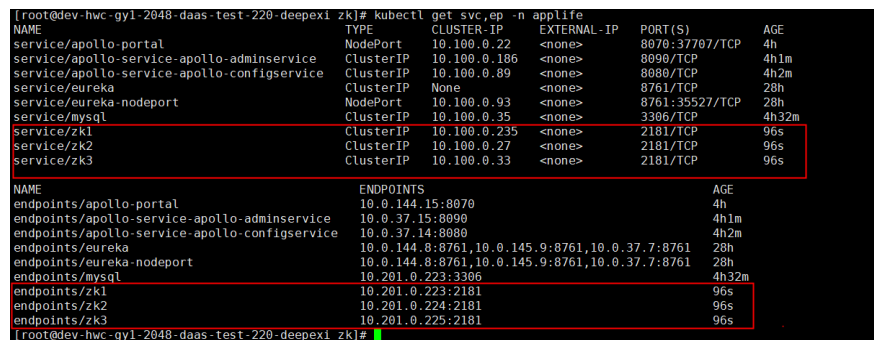 [root@dev-hwc-gy1-2048-daas-test-220-deepexi zk]# kubectl get svc,ep -n applife
NAME TYPE CLUSTER-IP EXTERNAL-IP PORT(S) AGE
service/apollo-portal NodePort 10.100.0.22 <none> 8070:37707/TCP 4h
service/apollo-service-apollo-adminservice ClusterIP 10.100.0.186 <none> 8090/TCP 4h1m
service/apollo-service-apollo-configservice ClusterIP 10.100.0.89 <none> 8080/TCP 4h2m
service/eureka ClusterIP None <none> 8761/TCP 28h
service/eureka-nodeport NodePort 10.100.0.93 <none> 8761:35527/TCP 28h
service/mysql ClusterIP 10.100.0.35 <none> 3306/TCP 4h32m
service/zk1 ClusterIP 10.100.0.235 <none> 2181/TCP 96s
service/zk2 ClusterIP 10.100.0.27 <none> 2181/TCP 96s
service/zk3 ClusterIP 10.100.0.33 <none> 2181/TCP 96s
NAME ENDPOINTS AGE
endpoints/apollo-portal 10.0.144.15:8070 4h
endpoints/apollo-service-apollo-adminservice 10.0.37.15:8090 4h1m
endpoints/apollo-service-apollo-configservice 10.0.37.14:8080 4h2m
endpoints/eureka 10.0.144.8:8761,10.0.145.9:8761,10.0.37.7:8761 28h
endpoints/eureka-nodeport 10.0.144.8:8761,10.0.145.9:8761,10.0.37.7:8761 28h
endpoints/mysql 10.201.0.223:3306 4h32m
endpoints/zk1 10.201.0.223:2181 96s
endpoints/zk2 10.201.0.224:2181 96s
endpoints/zk3 10.201.0.225:2181 96s
[root@dev-hwc-gy1-2048-daas-test-220-deepexi zk]#